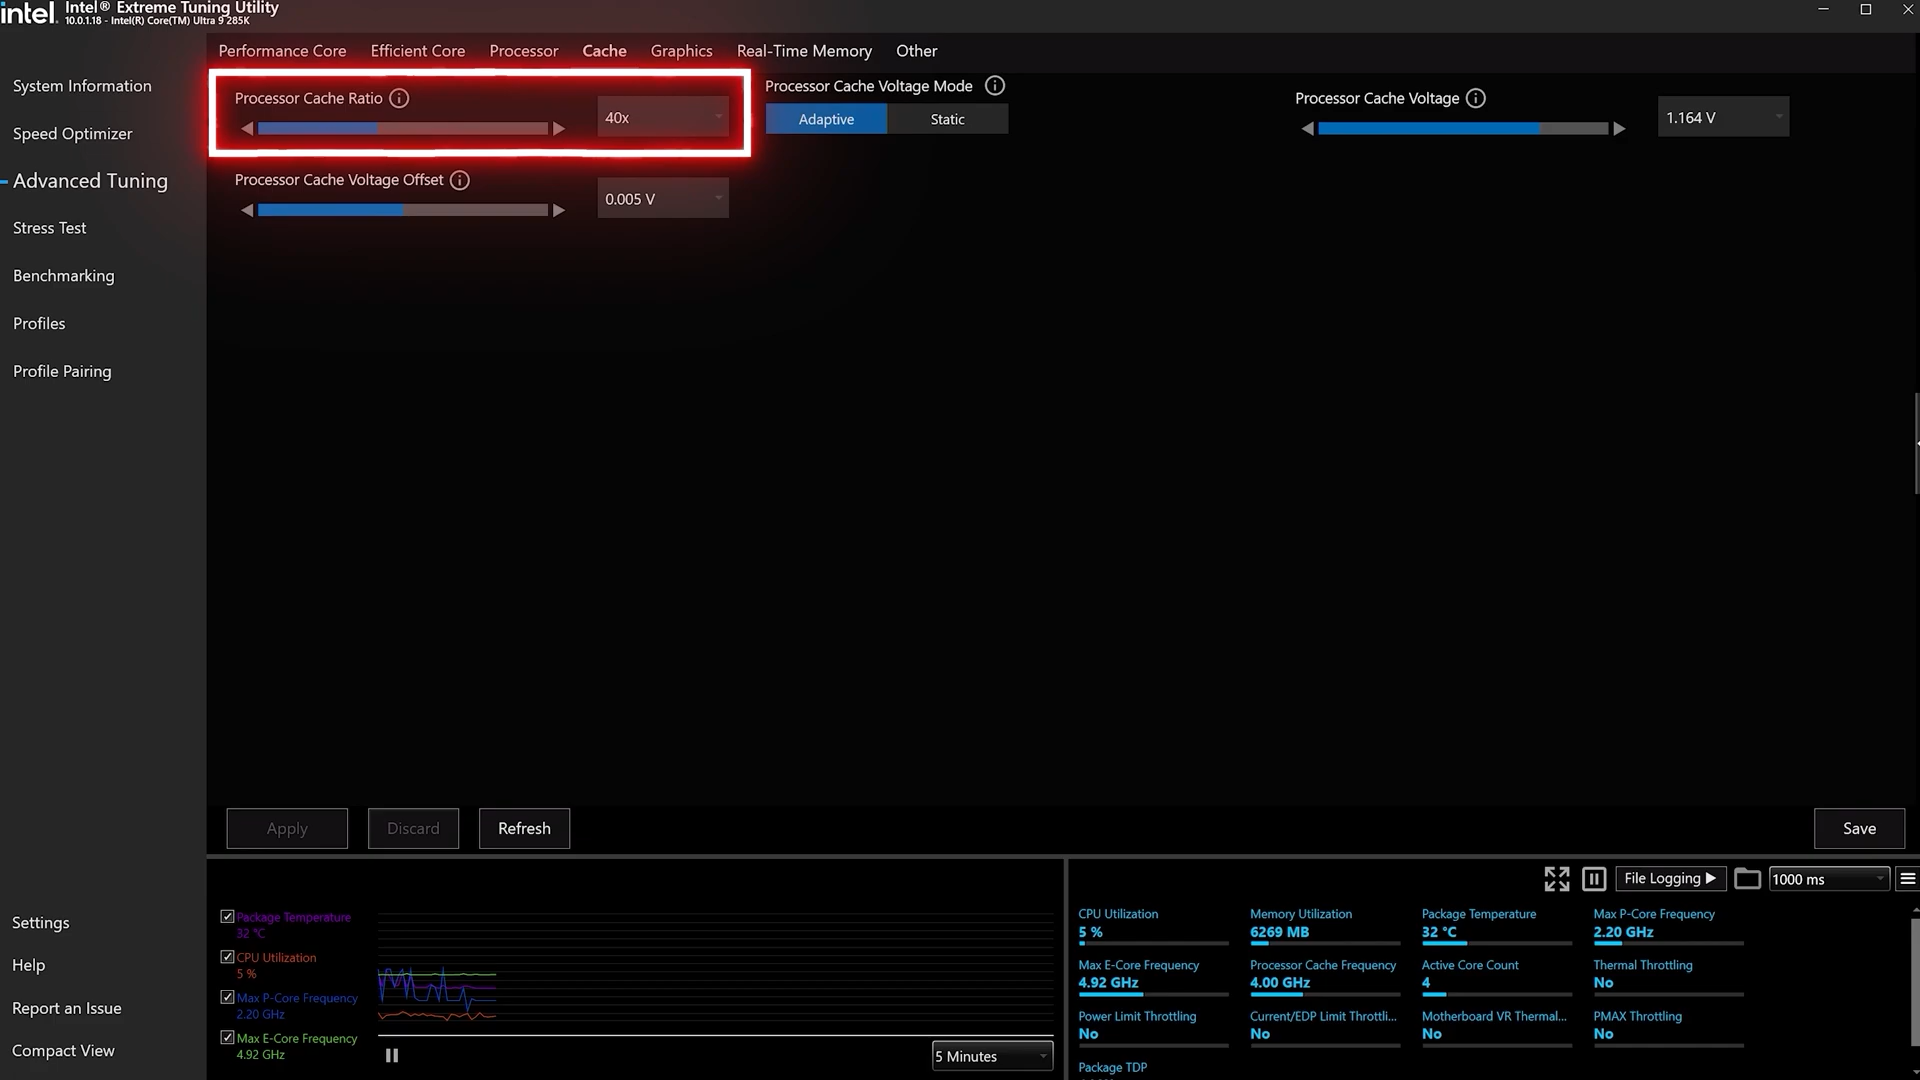 intel. Intel® Extreme Tuning Utility
10.0.1.18 - Intel(R) Core(TM) Ultra 9 285K
Performance Core Efficient Core Processor Cache Graphics Real-Time Memory Other
System Information
Speed Optimizer
Advanced Tuning
Stress Test
Benchmarking
Profiles
Profile Pairing
Processor Cache Ratio
40x
Processor Cache Voltage Mode
Adaptive Static
Processor Cache Voltage
1.164 V
Processor Cache Voltage Offset
0.005 V
Apply Discard Refresh Save
Settings
Help
Report an Issue
Compact View
Package Temperature
32 °C
CPU Utilization
5 %
Max P-Core Frequency
2.20 GHz
Max E-Core Frequency
4.92 GHz
5 Minutes
File Logging 1000 ms
CPU Utilization Memory Utilization Package Temperature Max P-Core Frequency
5 % 6269 MB 32 °C 2.20 GHz
Max E-Core Frequency Processor Cache Frequency Active Core Count Thermal Throttling
4.92 GHz 4.00 GHz 4 No
Power Limit Throttling Current/EDP Limit Throttli... Motherboard VR Thermal... PMAX Throttling
No No No No
Package TDP